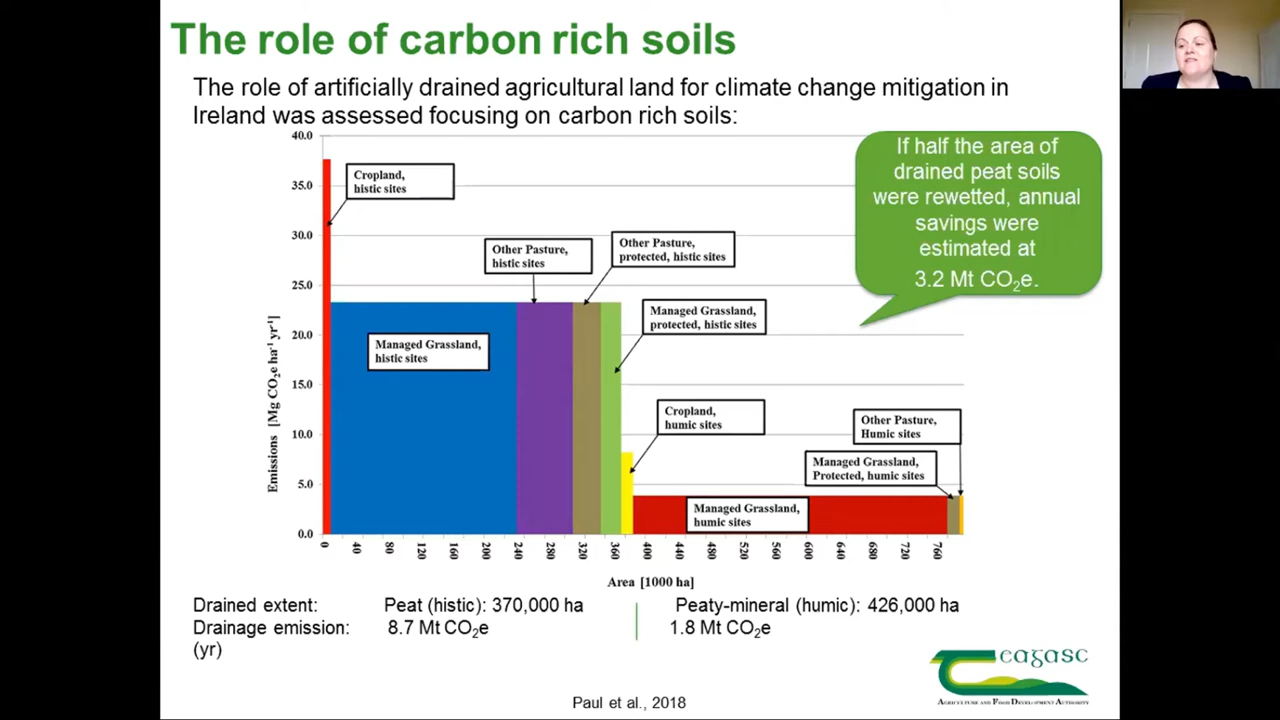 The role of carbon rich soils
The role of artificially drained agricultural land for climate change mitigation in
Ireland was assessed focusing on carbon rich soils:
If half the area of
drained peat soils
were rewetted, annual
savings were
estimated at
3.2 Mt CO₂e.
Emissions [Mg CO₂e ha⁻¹ yr⁻¹]
40.0
35.0
30.0
25.0
20.0
15.0
10.0
5.0
0.0
Cropland,
histic sites
Managed Grassland,
histic sites
Other Pasture,
histic sites
Other Pasture,
protected, histic sites
Managed Grassland,
protected, histic sites
Cropland,
humic sites
Managed Grassland,
humic sites
Managed Grassland,
Protected, humic sites
Other Pasture,
Humic sites
0 40 80 120 160 200 240 280 320 360 400 440 480 520 560 600 640 680 720 760
Area [1000 ha]
Drained extent: Peat (histic): 370,000 ha Peaty-mineral (humic): 426,000 ha
Drainage emission: 8.7 Mt CO₂e 1.8 Mt CO₂e
(yr)
Paul et al., 2018
Teagasc
Agriculture and Food Development Authority